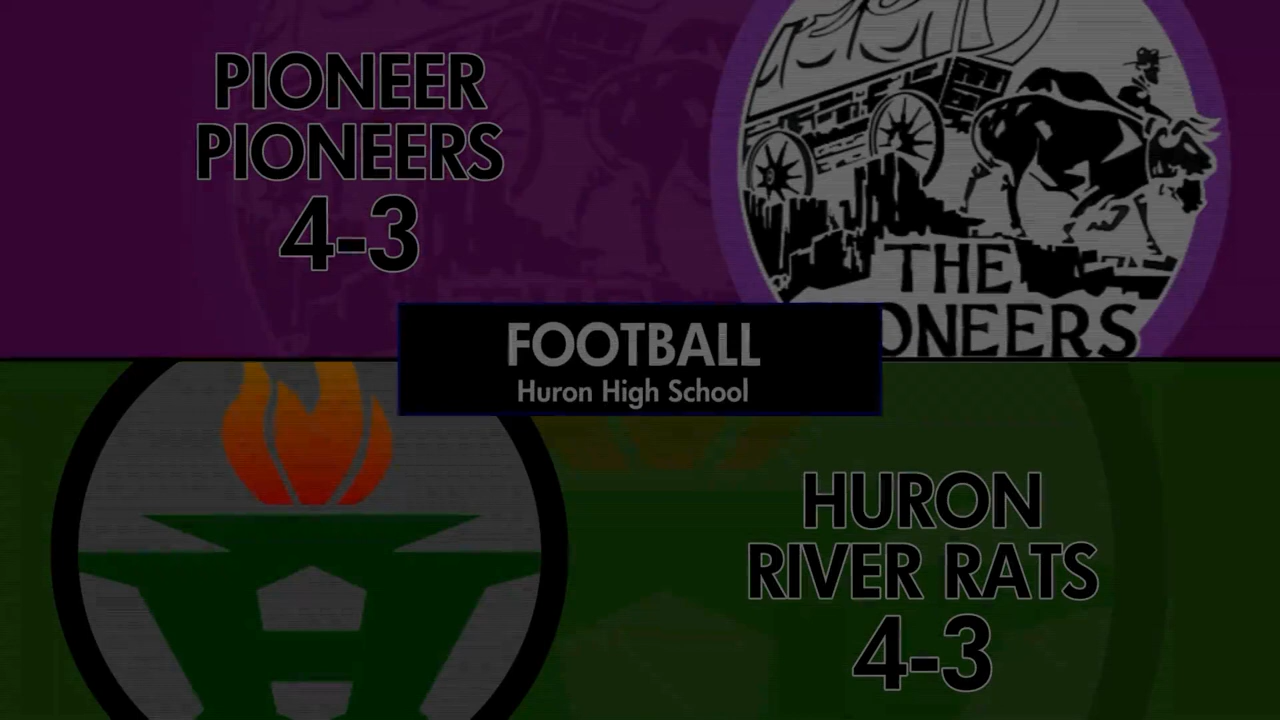 PIONEER
PIONEERS
4-3
THE
ONEERS
FOOTBALL
Huron High School
HURON
RIVER RATS
4-3